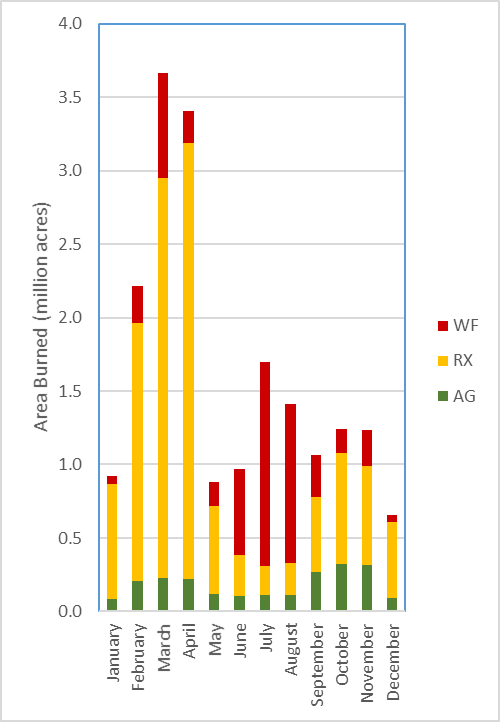 4.0
3.5
3.0
2.5
2.0
1.5
1.0
0.5
0.0
Area Burned (million acres)
January
February
March
April
May
June
July
August
September
October
November
December
WF
RX
AG